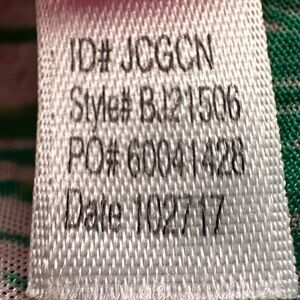 ID# JCGCN
Style# BJ21506
PO# 60041428
Date 102717